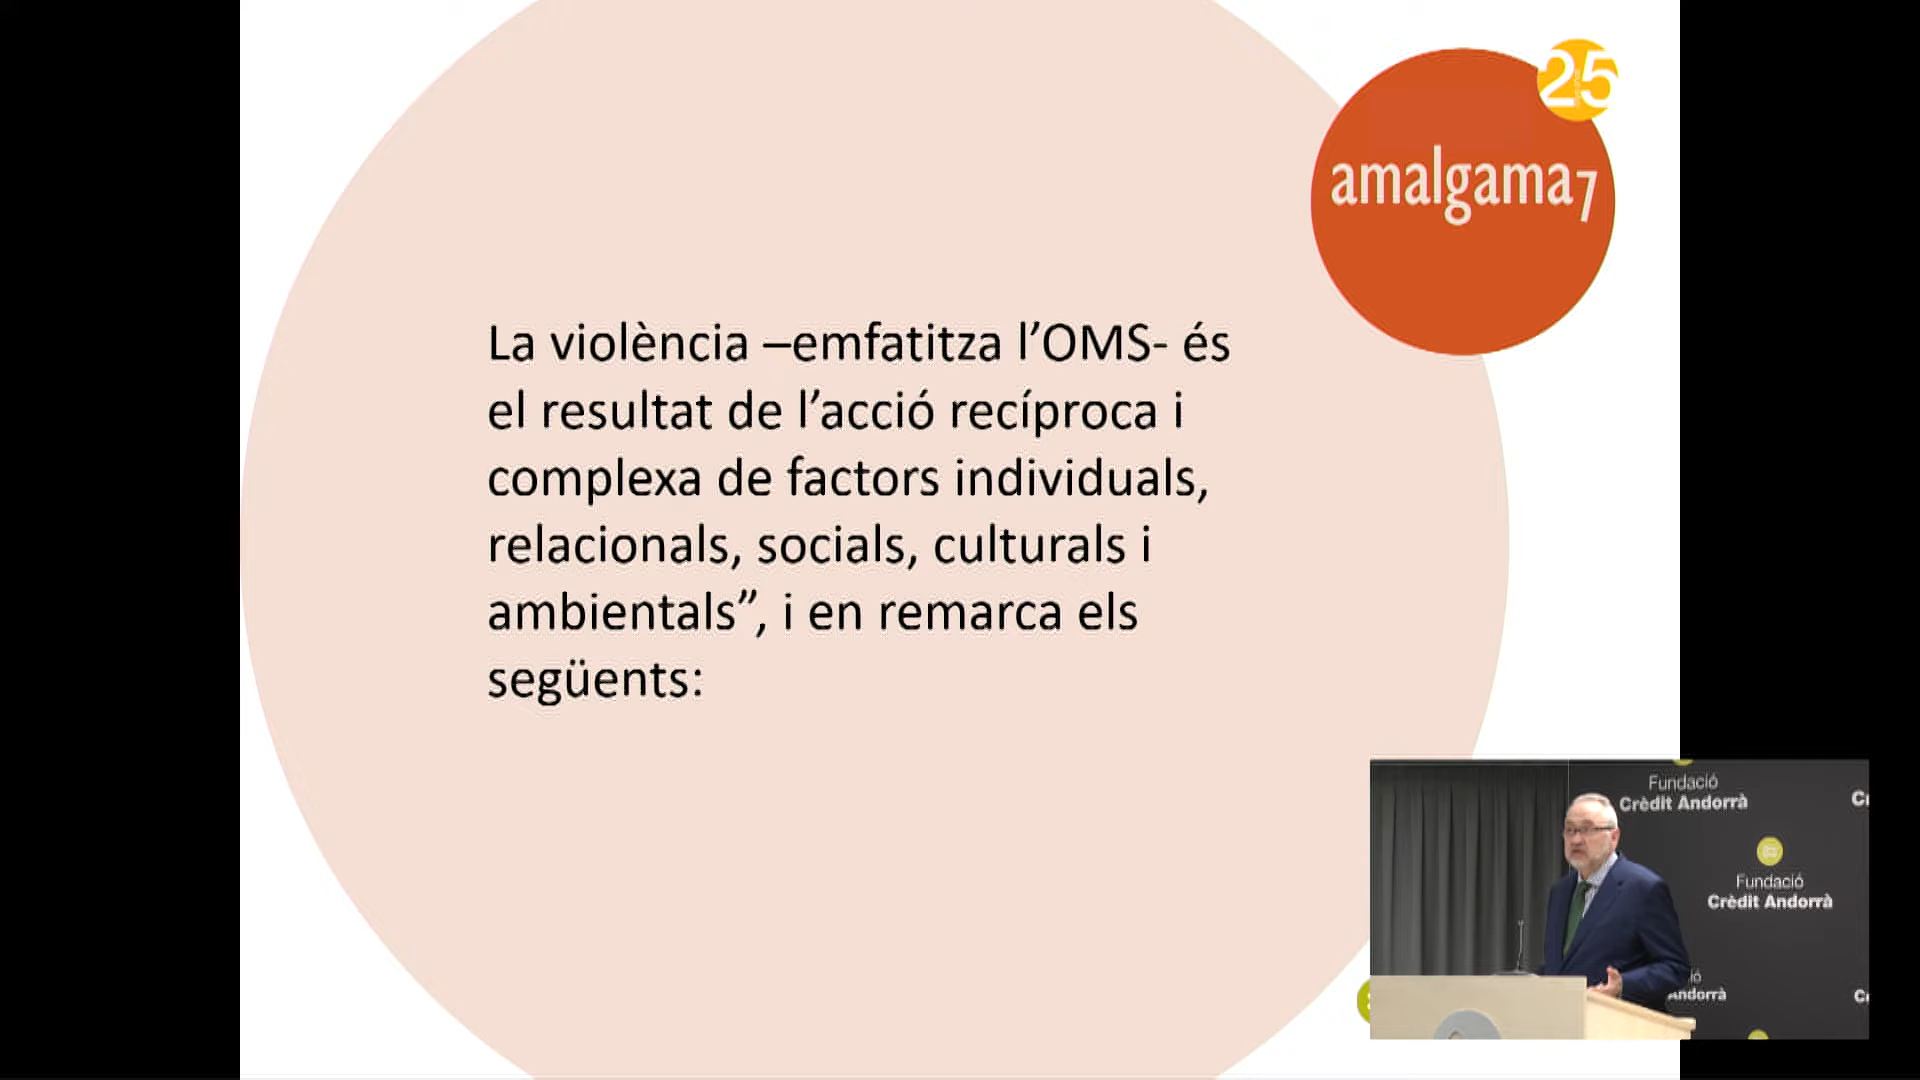 25
amalgama7
La violència –emfatitza l’OMS- és
el resultat de l’acció recíproca i
complexa de factors individuals,
relacionals, socials, culturals i
ambientals”, i en remarca els
següents:
Fundació
Crèdit Andorrà
Fundació
Crèdit Andorrà